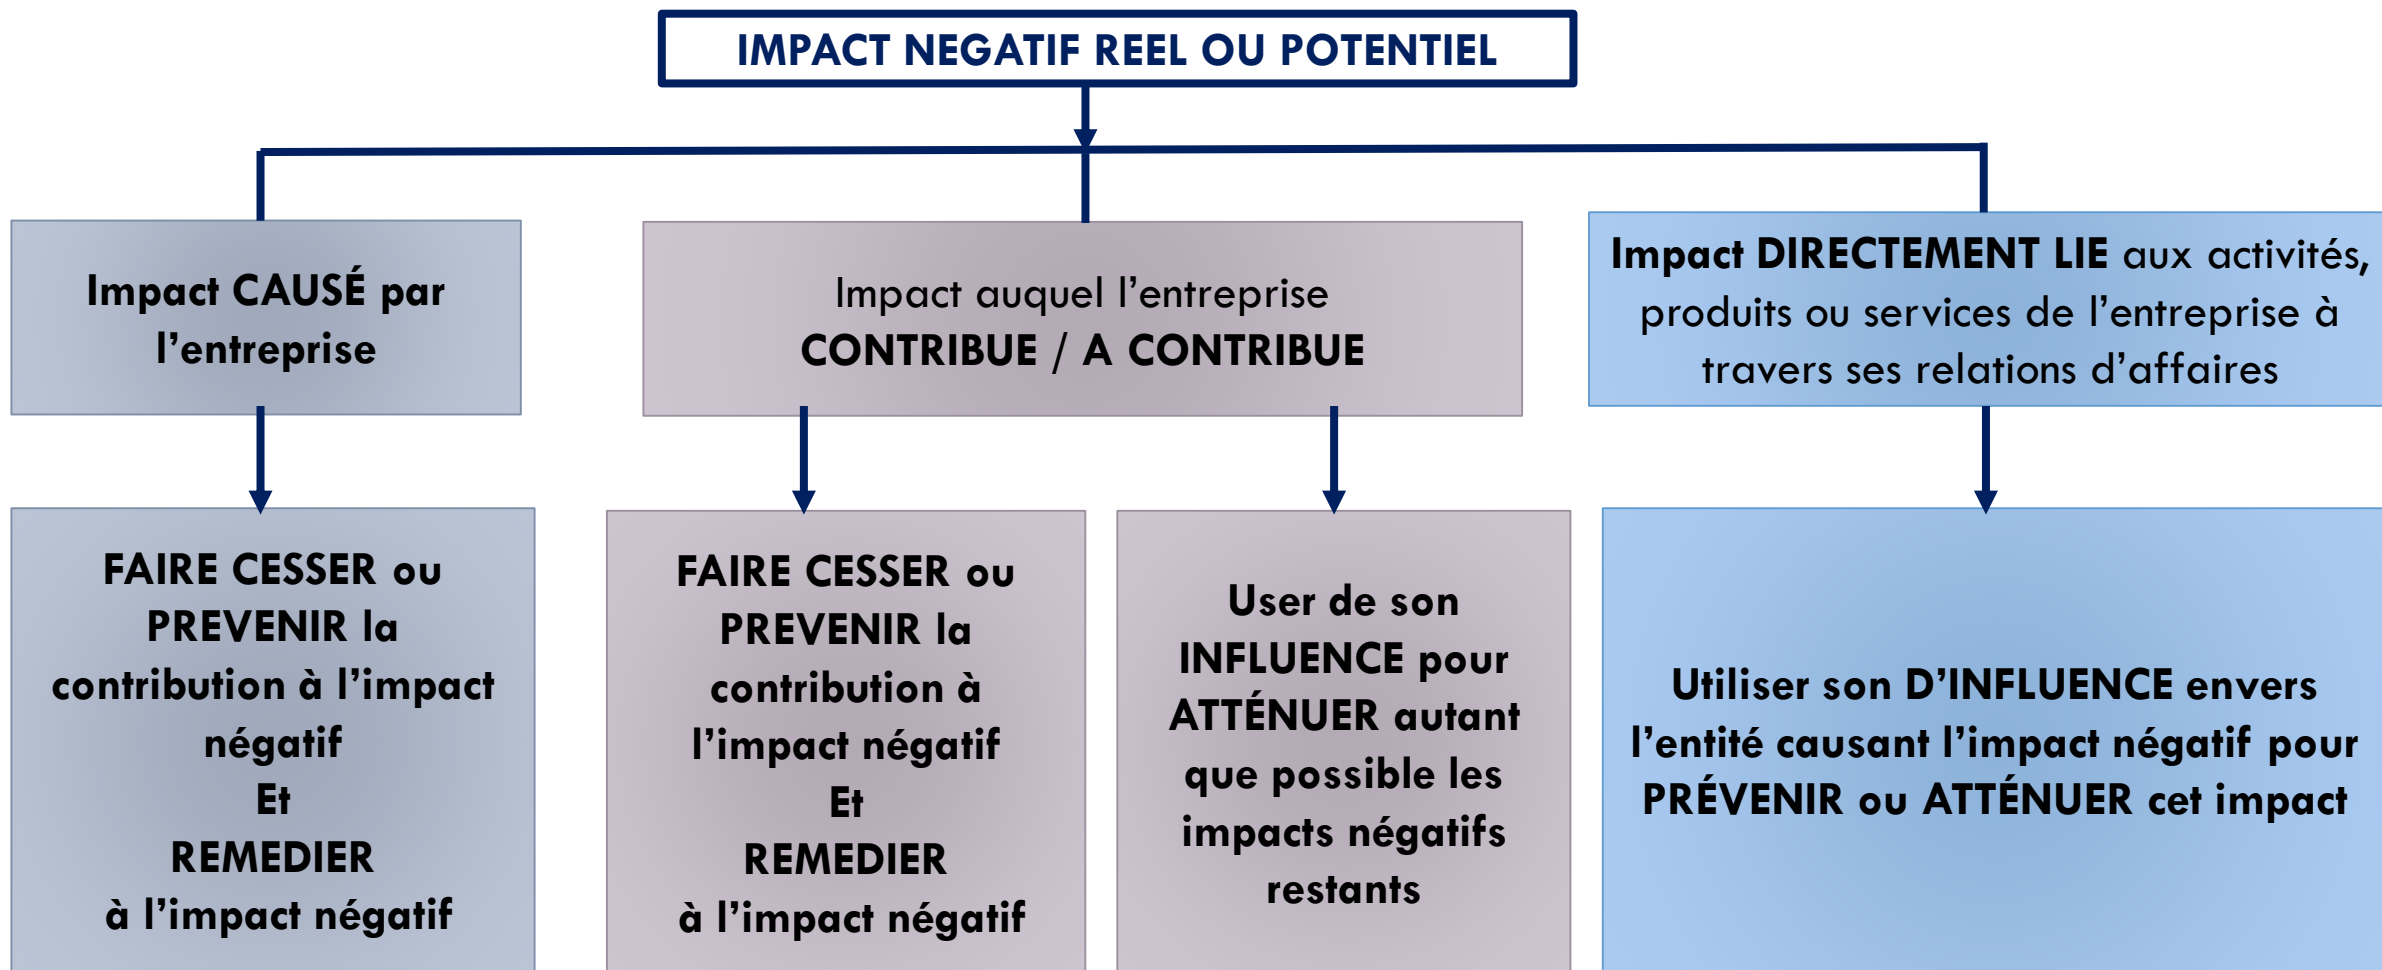 IMPACT NEGATIF REEL OU POTENTIEL
Impact CAUSÉ par
l’entreprise
Impact auquel l’entreprise
CONTRIBUE / A CONTRIBUE
Impact DIRECTEMENT LIE aux activités,
produits ou services de l’entreprise à
travers ses relations d’affaires
FAIRE CESSER ou
PREVENIR la
contribution à l’impact
négatif
Et
REMEDIER
à l’impact négatif
FAIRE CESSER ou
PREVENIR la
contribution à
l’impact négatif
Et
REMEDIER
à l’impact négatif
User de son
INFLUENCE pour
ATTÉNUER autant
que possible les
impacts négatifs
restants
Utiliser son D’INFLUENCE envers
l’entité causant l’impact négatif pour
PRÉVENIR ou ATTÉNUER cet impact